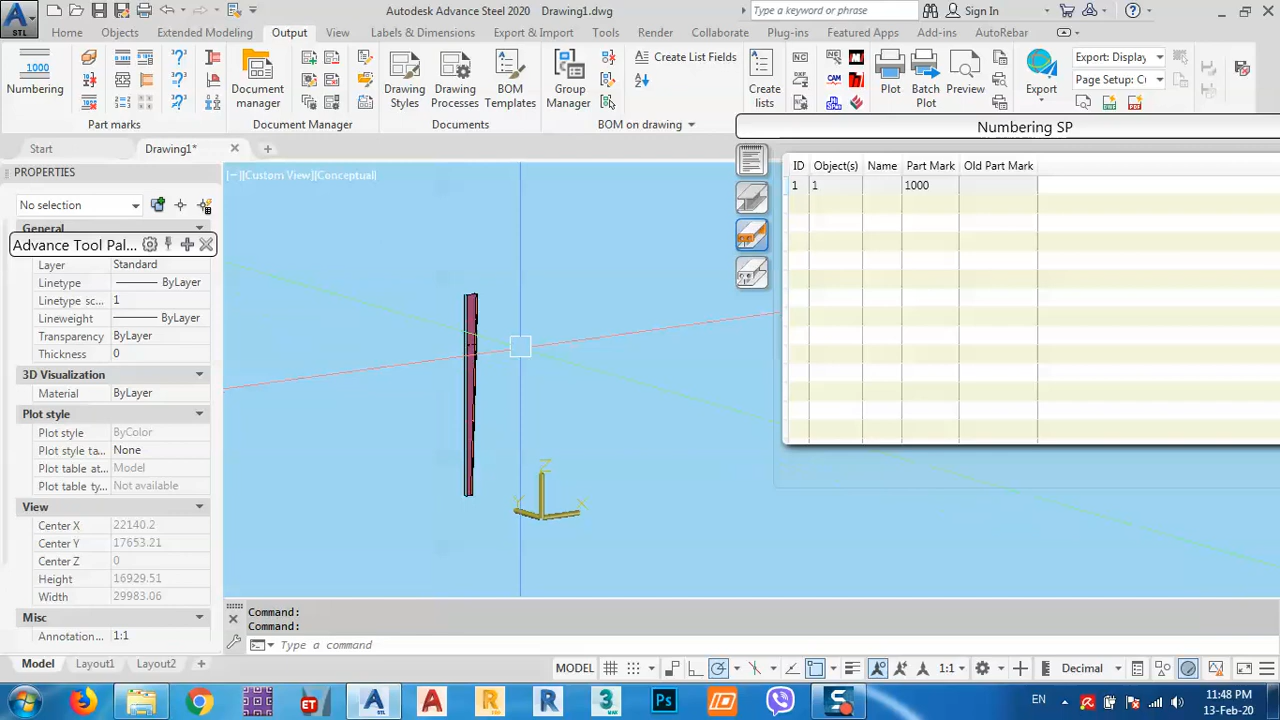 STL
Autodesk Advance Steel 2020 Drawing1.dwg
Type a keyword or phrase
Sign In
Home
Objects
Extended Modeling
Output
View
Labels & Dimensions
Export & Import
Tools
Render
Collaborate
Plug-ins
Featured Apps
Add-ins
AutoRebar
1000
Numbering
Part marks
Document manager
Document Manager
Drawing Styles
Drawing Processes
BOM Templates
Documents
Group Manager
Create List Fields
BOM on drawing
Create lists
NC
DXF
CAM
Plot
Batch Plot
Preview
Export
Export: Display
Page Setup: C
Start
Drawing1*
Numbering SP
PROPERTIES
[−][Custom View][Conceptual]
No selection
General
Advance Tool Pal...
Layer Standard
Linetype ByLayer
Linetype sc... 1
Lineweight ByLayer
Transparency ByLayer
Thickness 0
3D Visualization
Material ByLayer
Plot style
Plot style ByColor
Plot style ta... None
Plot table at... Model
Plot table ty... Not available
View
Center X 22140.2
Center Y 17653.21
Center Z 0
Height 16929.51
Width 29983.06
Misc
Annotation... 1:1
ID Object(s) Name Part Mark Old Part Mark
1 1 1000
Z
Y X
Command:
Command:
Type a command
Model
Layout1
Layout2
MODEL
1:1
Decimal
ET
STL
A
R
R
3
Ps
S
EN
11:48 PM
13-Feb-20